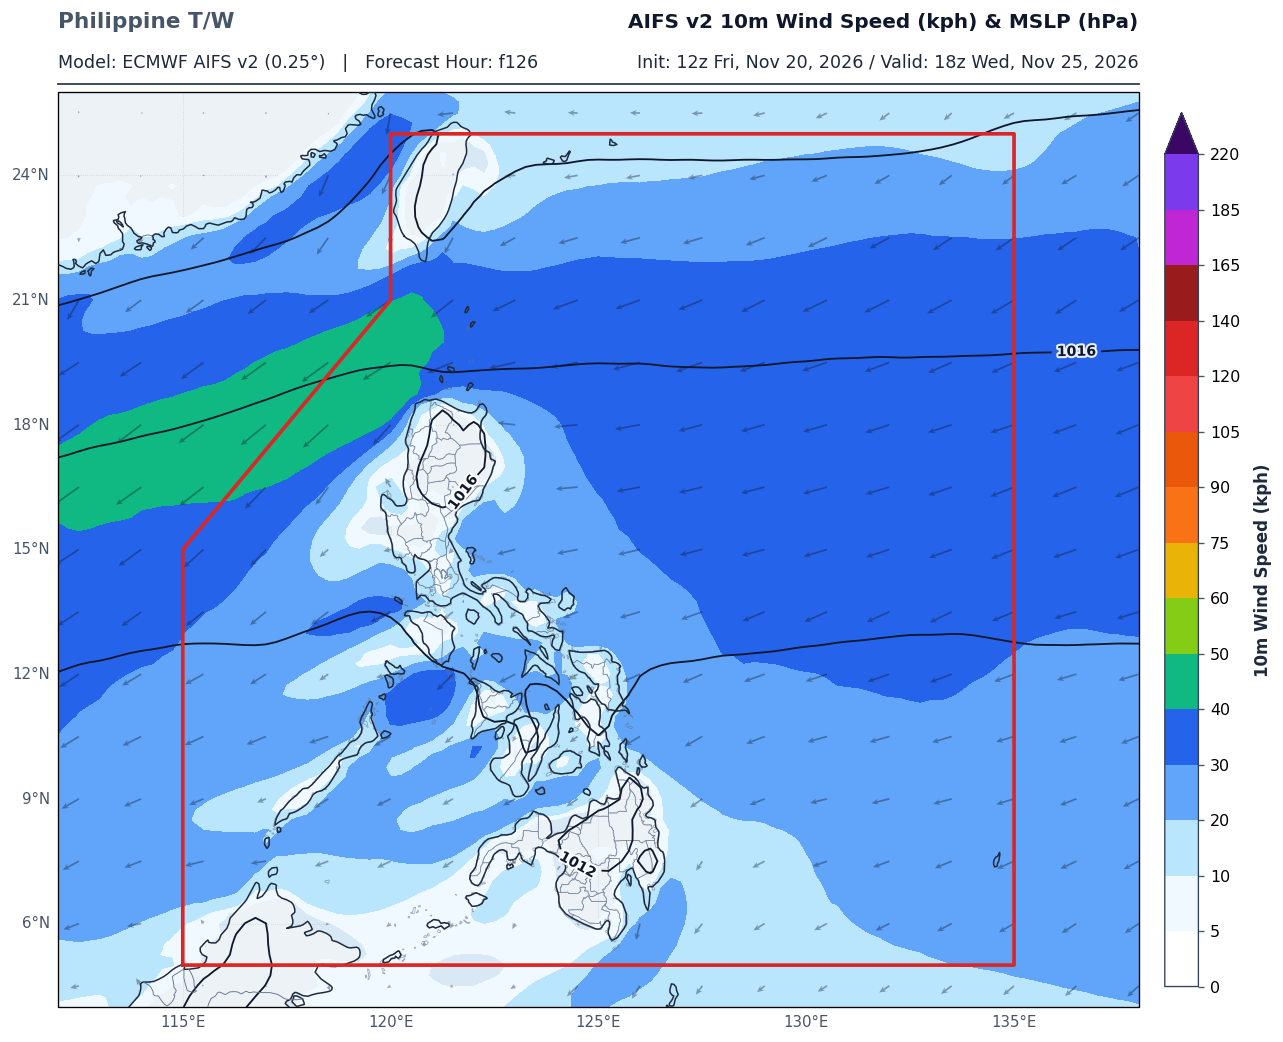 Philippine T/W
AIFS v2 10m Wind Speed (kph) & MSLP (hPa)
Model: ECMWF AIFS v2 (0.25°)   |   Forecast Hour: f126
Init: 12z Fri, Nov 20, 2026 / Valid: 18z Wed, Nov 25, 2026
24°N
21°N
18°N
15°N
12°N
9°N
6°N
115°E
120°E
125°E
130°E
135°E
1016
1016
1012
220
185
165
140
120
105
90
75
60
50
40
30
20
10
5
0
10m Wind Speed (kph)